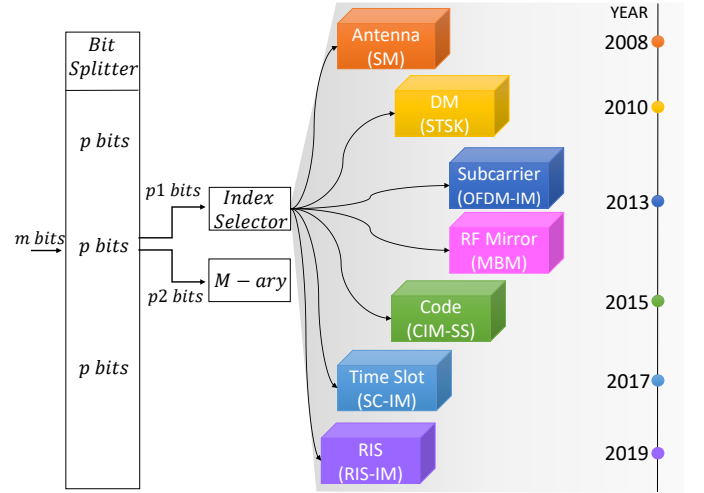 Bit
Splitter
p bits
p bits
p bits
m bits
p1 bits
p2 bits
Index
Selector
M − ary
Antenna
(SM)
DM
(STSK)
Subcarrier
(OFDM-IM)
RF Mirror
(MBM)
Code
(CIM-SS)
Time Slot
(SC-IM)
RIS
(RIS-IM)
YEAR
2008
2010
2013
2015
2017
2019